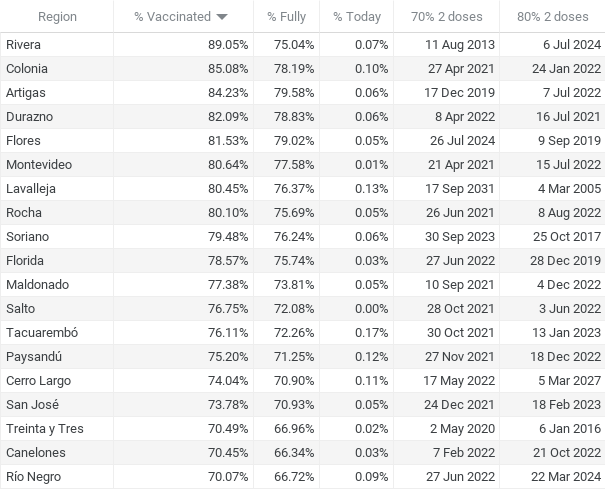 Region % Vaccinated % Fully % Today 70% 2 doses 80% 2 doses
Rivera 89.05% 75.04% 0.07% 11 Aug 2013 6 Jul 2024
Colonia 85.08% 78.19% 0.10% 27 Apr 2021 24 Jan 2022
Artigas 84.23% 79.58% 0.06% 17 Dec 2019 7 Jul 2022
Durazno 82.09% 78.83% 0.06% 8 Apr 2022 16 Jul 2021
Flores 81.53% 79.02% 0.05% 26 Jul 2024 9 Sep 2019
Montevideo 80.64% 77.58% 0.01% 21 Apr 2021 15 Jul 2022
Lavalleja 80.45% 76.37% 0.13% 17 Sep 2031 4 Mar 2005
Rocha 80.10% 75.69% 0.05% 26 Jun 2021 8 Aug 2022
Soriano 79.48% 76.24% 0.06% 30 Sep 2023 25 Oct 2017
Florida 78.57% 75.74% 0.03% 27 Jun 2022 28 Dec 2019
Maldonado 77.38% 73.81% 0.05% 10 Sep 2021 4 Dec 2022
Salto 76.75% 72.08% 0.00% 28 Oct 2021 3 Jun 2022
Tacuarembó 76.11% 72.26% 0.17% 30 Oct 2021 13 Jan 2023
Paysandú 75.20% 71.25% 0.12% 27 Nov 2021 18 Dec 2022
Cerro Largo 74.04% 70.90% 0.11% 17 May 2022 5 Mar 2027
San José 73.78% 70.93% 0.05% 24 Dec 2021 18 Feb 2023
Treinta y Tres 70.49% 66.96% 0.02% 2 May 2020 6 Jan 2016
Canelones 70.45% 66.34% 0.03% 7 Feb 2022 21 Oct 2022
Río Negro 70.07% 66.72% 0.09% 27 Jun 2022 22 Mar 2024